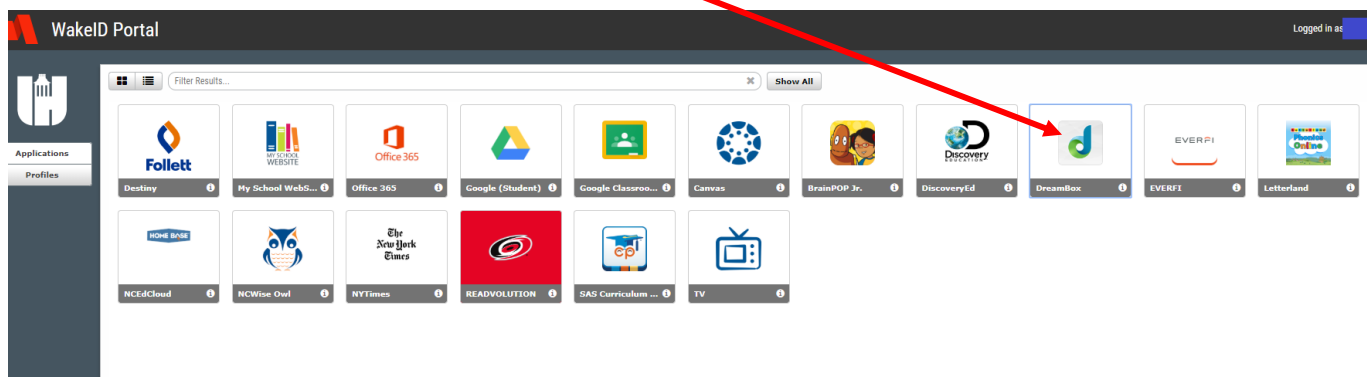 WakeID Portal
Logged in as
Filter Results...
Show All
Applications
Profiles
Follett
MY SCHOOL
WEBSITE
Office 365
Discovery
EDUCATION
EVERFI
Phonics
Online
Destiny
My School WebS...
Office 365
Google (Student)
Google Classroo...
Canvas
BrainPOP Jr.
DiscoveryEd
DreamBox
EVERFI
Letterland
HOME BASE
The
New York
Times
cp
NCEdCloud
NCWise Owl
NYTimes
READVOLUTION
SAS Curriculum ...
TV